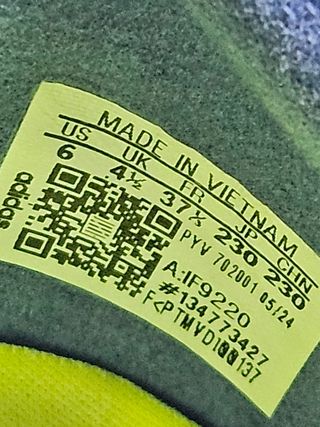 MADE IN VIETNAM
US UK FR JP CHN
6 4½ 37⅓ 230 230
adidas
PYV 702001 05/24
A:IF9220
#134773427